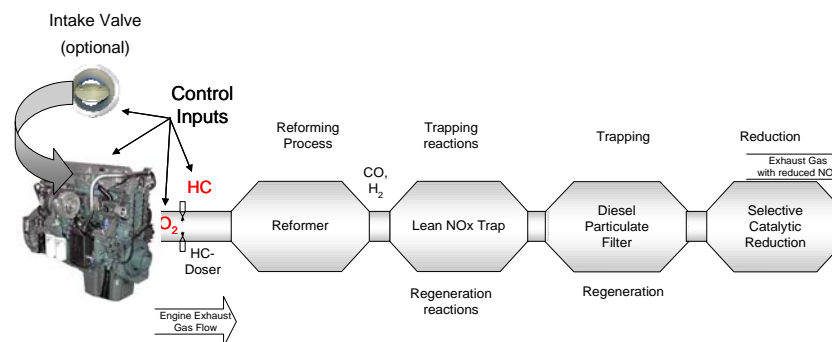 Intake Valve
(optional)
Control
Inputs
HC
O2
HC-
Doser
Engine Exhaust
Gas Flow
Reforming
Process
Reformer
CO,
H2
Trapping
reactions
Lean NOx Trap
Regeneration
reactions
Trapping
Diesel
Particulate
Filter
Regeneration
Reduction
Exhaust Gas
with reduced NO
Selective
Catalytic
Reduction